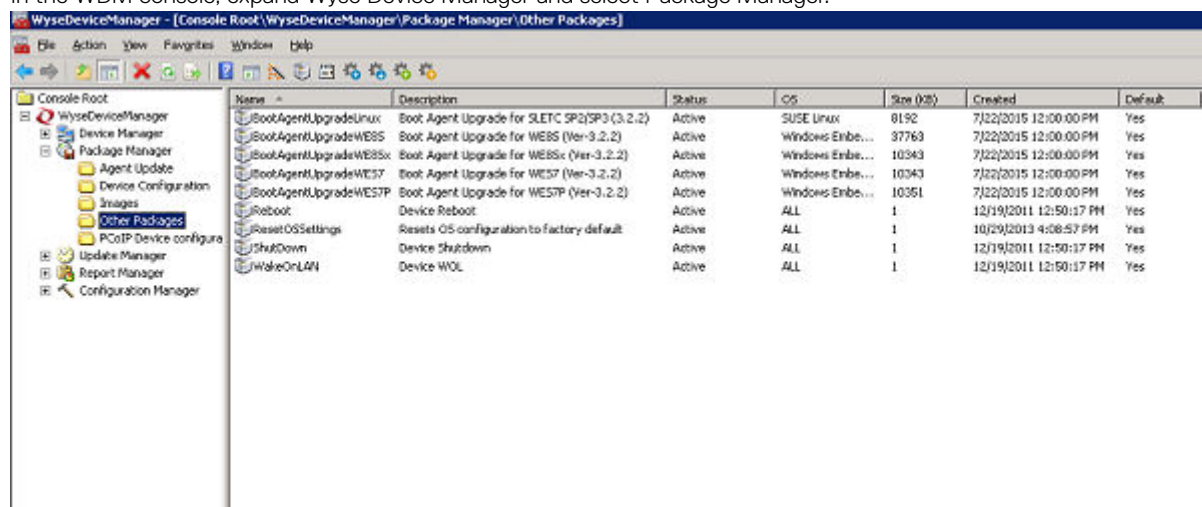 In the WDM console, expand Wyse Device Manager and select Package Manager.
WyseDeviceManager - [Console Root\WyseDeviceManager\Package Manager\Other Packages]
File Action View Favorites Window Help
Console Root
WyseDeviceManager
Device Manager
Package Manager
Agent Update
Device Configuration
Images
Other Packages
PCoIP Device configura
Update Manager
Report Manager
Configuration Manager
Name Description Status OS Size (KB) Created Default
BootAgentUpgradeLinux Boot Agent Upgrade for SLETC SP2/SP3 (3.2.2) Active SUSE Linux 8192 7/22/2015 12:00:00 PM Yes
BootAgentUpgradeWE8S Boot Agent Upgrade for WE8S (Ver-3.2.2) Active Windows Embe... 37763 7/22/2015 12:00:00 PM Yes
BootAgentUpgradeWE8Sx Boot Agent Upgrade for WE8Sx (Ver-3.2.2) Active Windows Embe... 10343 7/22/2015 12:00:00 PM Yes
BootAgentUpgradeWES7 Boot Agent Upgrade for WES7 (Ver-3.2.2) Active Windows Embe... 10343 7/22/2015 12:00:00 PM Yes
BootAgentUpgradeWES7P Boot Agent Upgrade for WES7P (Ver-3.2.2) Active Windows Embe... 10351 7/22/2015 12:00:00 PM Yes
Reboot Device Reboot Active ALL 1 12/19/2011 12:50:17 PM Yes
ResetOSSettings Resets OS configuration to factory default Active ALL 1 10/29/2013 4:08:57 PM Yes
ShutDown Device Shutdown Active ALL 1 12/19/2011 12:50:17 PM Yes
WakeOnLAN Device WOL Active ALL 1 12/19/2011 12:50:17 PM Yes